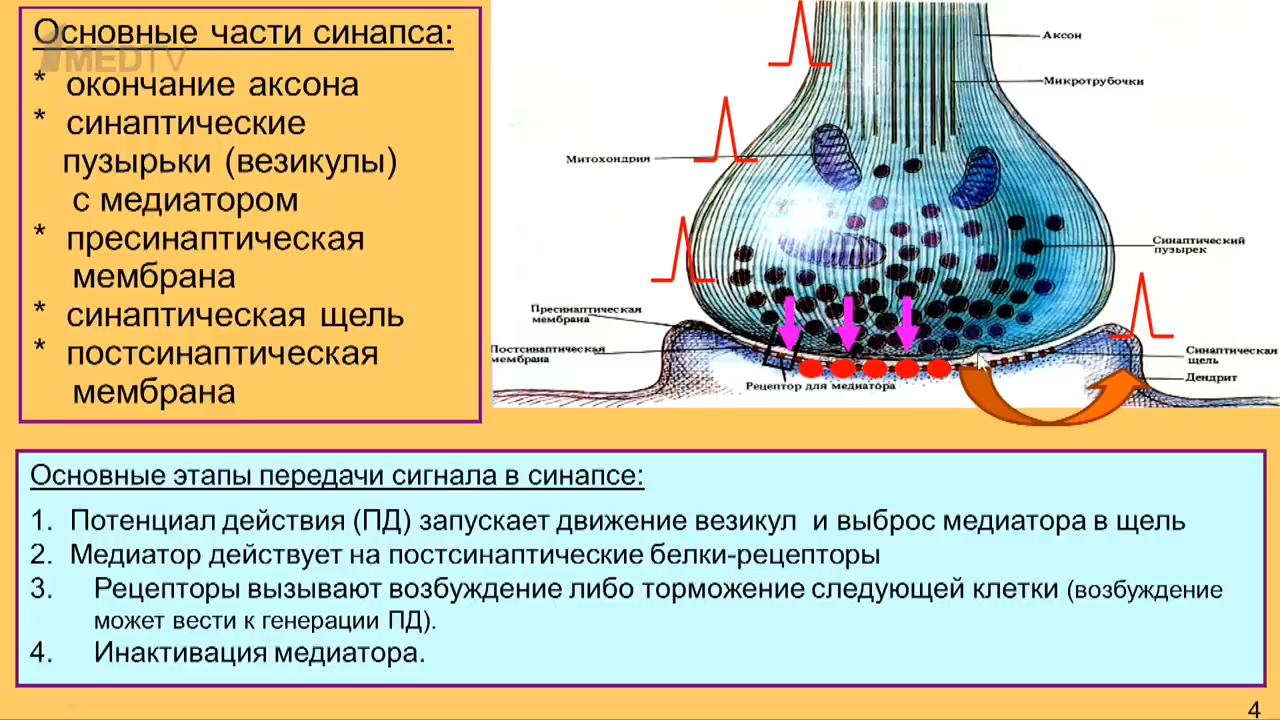 Основные части синапса:
1MEDTV
* окончание аксона
* синаптические
пузырьки (везикулы)
с медиатором
* пресинаптическая
мембрана
* синаптическая щель
* постсинаптическая
мембрана
Аксон
Микротрубочки
Митохондрия
Синаптический
пузырек
Пресинаптическая
мембрана
Постсинаптическая
мембрана
Синаптическая
щель
Дендрит
Рецептор для медиатора
Основные этапы передачи сигнала в синапсе:
1. Потенциал действия (ПД) запускает движение везикул и выброс медиатора в щель
2. Медиатор действует на постсинаптические белки-рецепторы
3. Рецепторы вызывают возбуждение либо торможение следующей клетки (возбуждение
может вести к генерации ПД).
4. Инактивация медиатора.
4